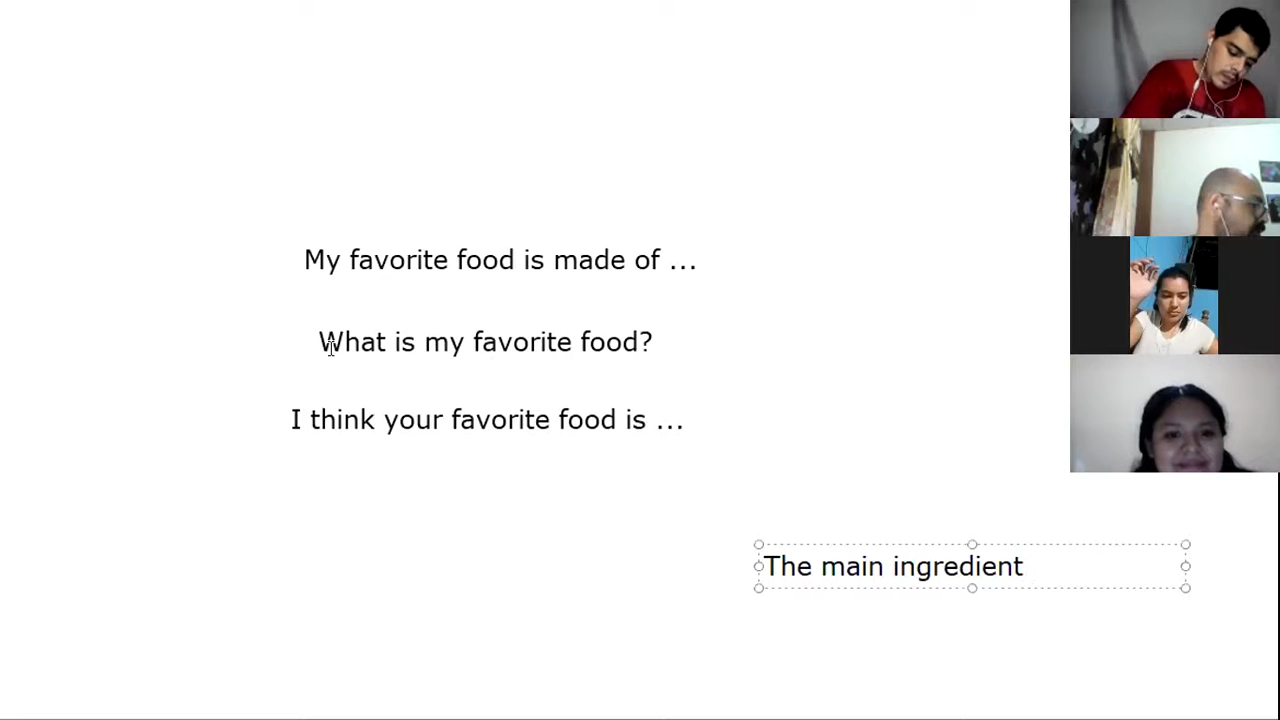 My favorite food is made of ...
What is my favorite food?
I think your favorite food is ...
The main ingredient